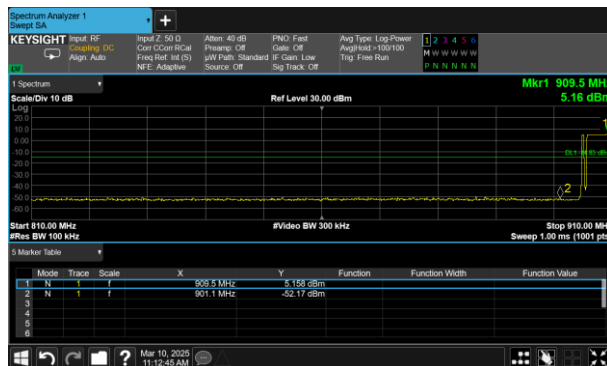 Spectrum Analyzer 1
Swept SA
+
KEYSIGHT Input: RF Input Z: 50 Ω Atten: 40 dB PNO: Fast Avg Type: Log-Power 1 2 3 4 5 6
Coupling: DC Corr CCorr RCal Preamp: Off Gate: Off Avg|Hold:>100/100 M W W W W W
Align: Auto Freq Ref: Int (S) µW Path: Standard IF Gain: Low Trig: Free Run
NFE: Adaptive Source: Off Sig Track: Off P N N N N N
1 Spectrum Mkr1 909.5 MH
Scale/Div 10 dB Ref Level 30.00 dBm 5.16 dB
Log
20.0
10.0
0.00
-10.0
-20.0
-30.0
-40.0
-50.0
-60.0
1
2
Start 810.00 MHz #Video BW 300 kHz Stop 910.00 MH
#Res BW 100 kHz Sweep 1.00 ms (1001 pts
5 Marker Table
Mode Trace Scale X Y Function Function Width Function Value
1 N 1 f 909.5 MHz 5.158 dBm
2 N 1 f 901.1 MHz -52.17 dBm
3
4
5
6
? Mar 10, 2025
11:12:45 AM